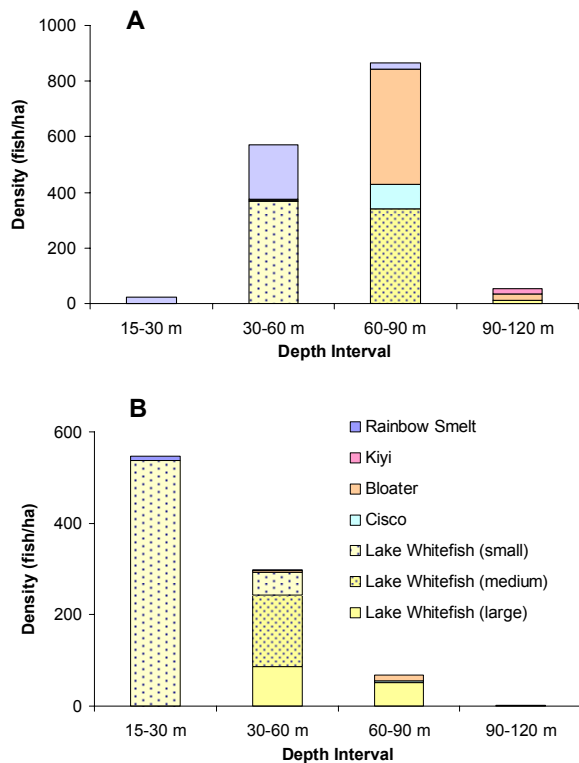 A
Density (fish/ha)
1000
800
600
400
200
0
15-30 m 30-60 m 60-90 m 90-120 m
Depth Interval
B
Density (fish/ha)
600
400
200
0
Rainbow Smelt
Kiyi
Bloater
Cisco
Lake Whitefish (small)
Lake Whitefish (medium)
Lake Whitefish (large)
15-30 m 30-60 m 60-90 m 90-120 m
Depth Interval